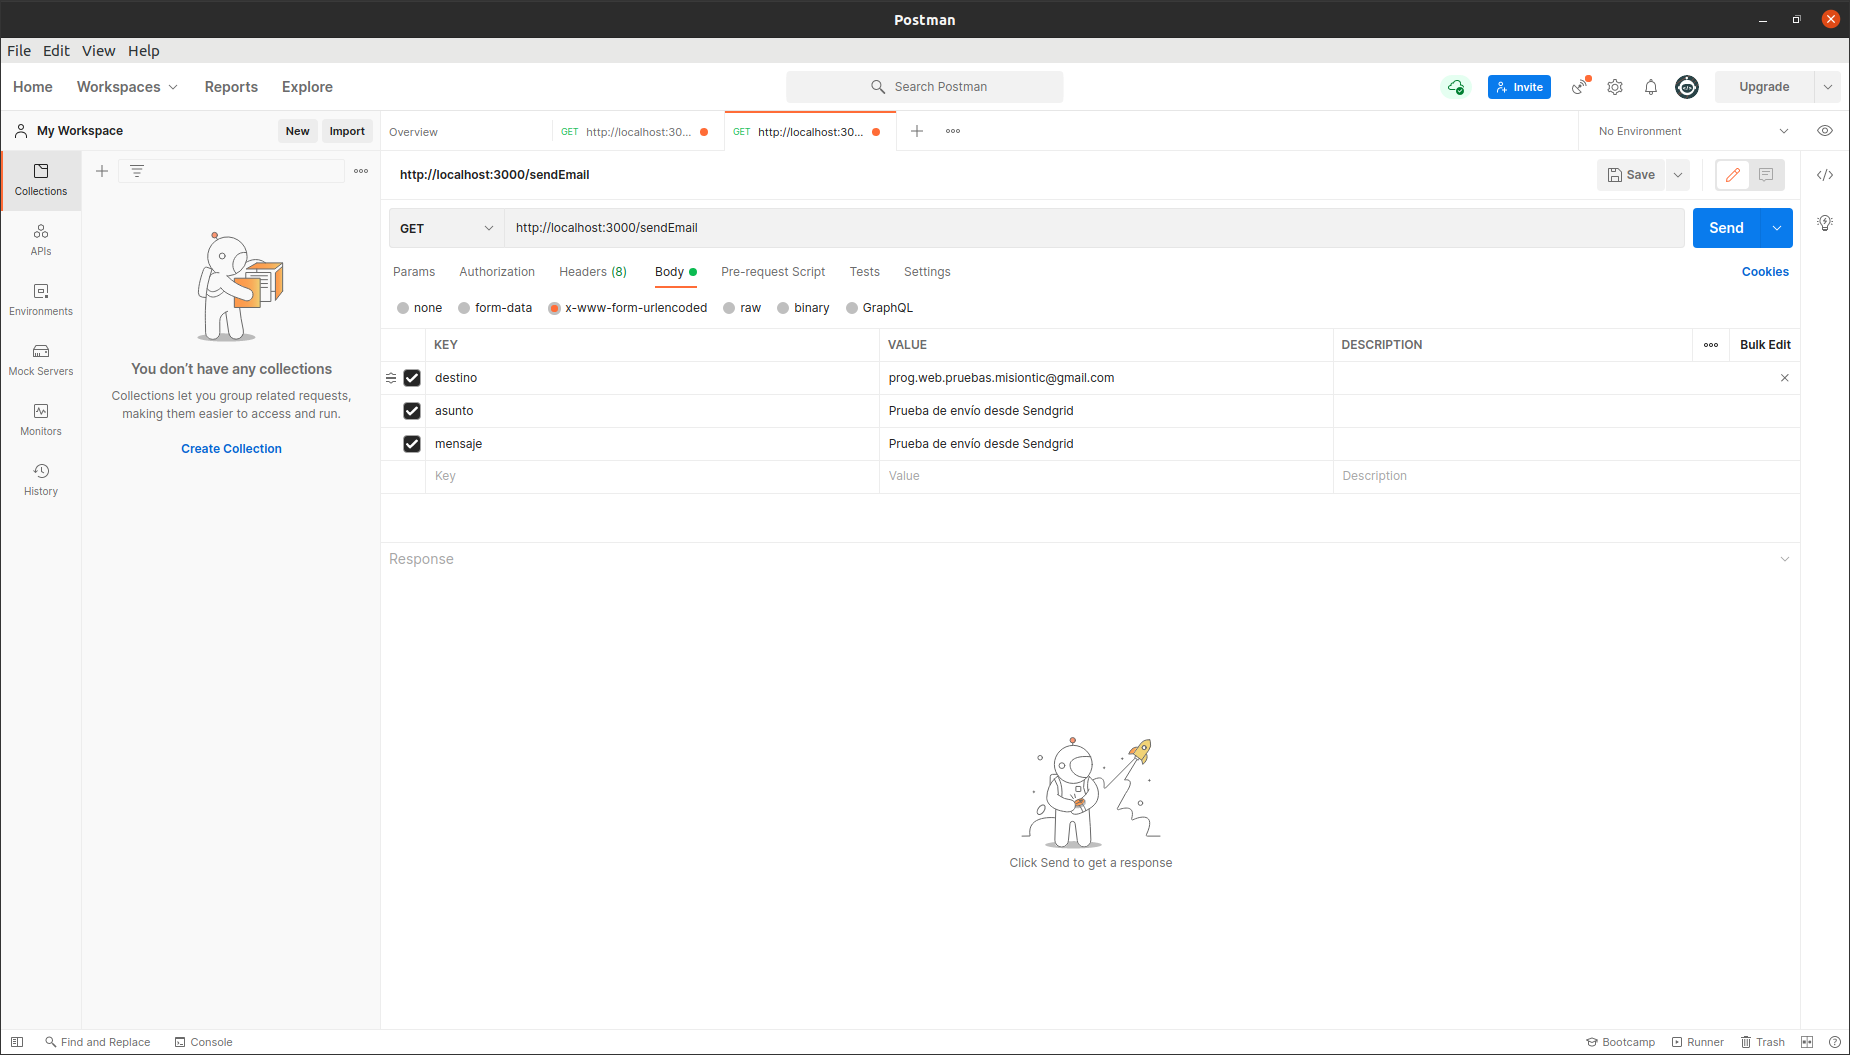 Postman
File Edit View Help
Home Workspaces Reports Explore
Search Postman
Invite
Upgrade
My Workspace New Import
Overview
GET http://localhost:30...
GET http://localhost:30...
No Environment
Collections
APIs
Environments
Mock Servers
Monitors
History
You don't have any collections
Collections let you group related requests,
making them easier to access and run.
Create Collection
http://localhost:3000/sendEmail
Save
GET http://localhost:3000/sendEmail
Send
Params Authorization Headers (8) Body Pre-request Script Tests Settings Cookies
none form-data x-www-form-urlencoded raw binary GraphQL
KEY VALUE DESCRIPTION Bulk Edit
destino prog.web.pruebas.misiontic@gmail.com
asunto Prueba de envío desde Sendgrid
mensaje Prueba de envío desde Sendgrid
Key Value Description
Response
Click Send to get a response
Find and Replace Console
Bootcamp Runner Trash